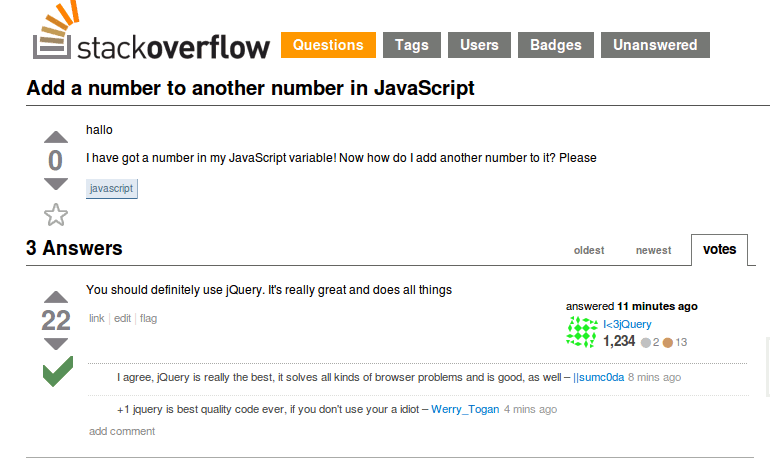 stackoverflow Questions Tags Users Badges Unanswered
Add a number to another number in JavaScript
hallo
0
I have got a number in my JavaScript variable! Now how do I add another number to it? Please
javascript
3 Answers oldest newest votes
You should definitely use jQuery. It's really great and does all things
22
link | edit | flag
answered 11 minutes ago
I<3jQuery
1,234 2 13
I agree, jQuery is really the best, it solves all kinds of browser problems and is good, as well – ||sumc0da 8 mins ago
+1 jquery is best quality code ever, if you don't use your a idiot – Werry_Togan 4 mins ago
add comment